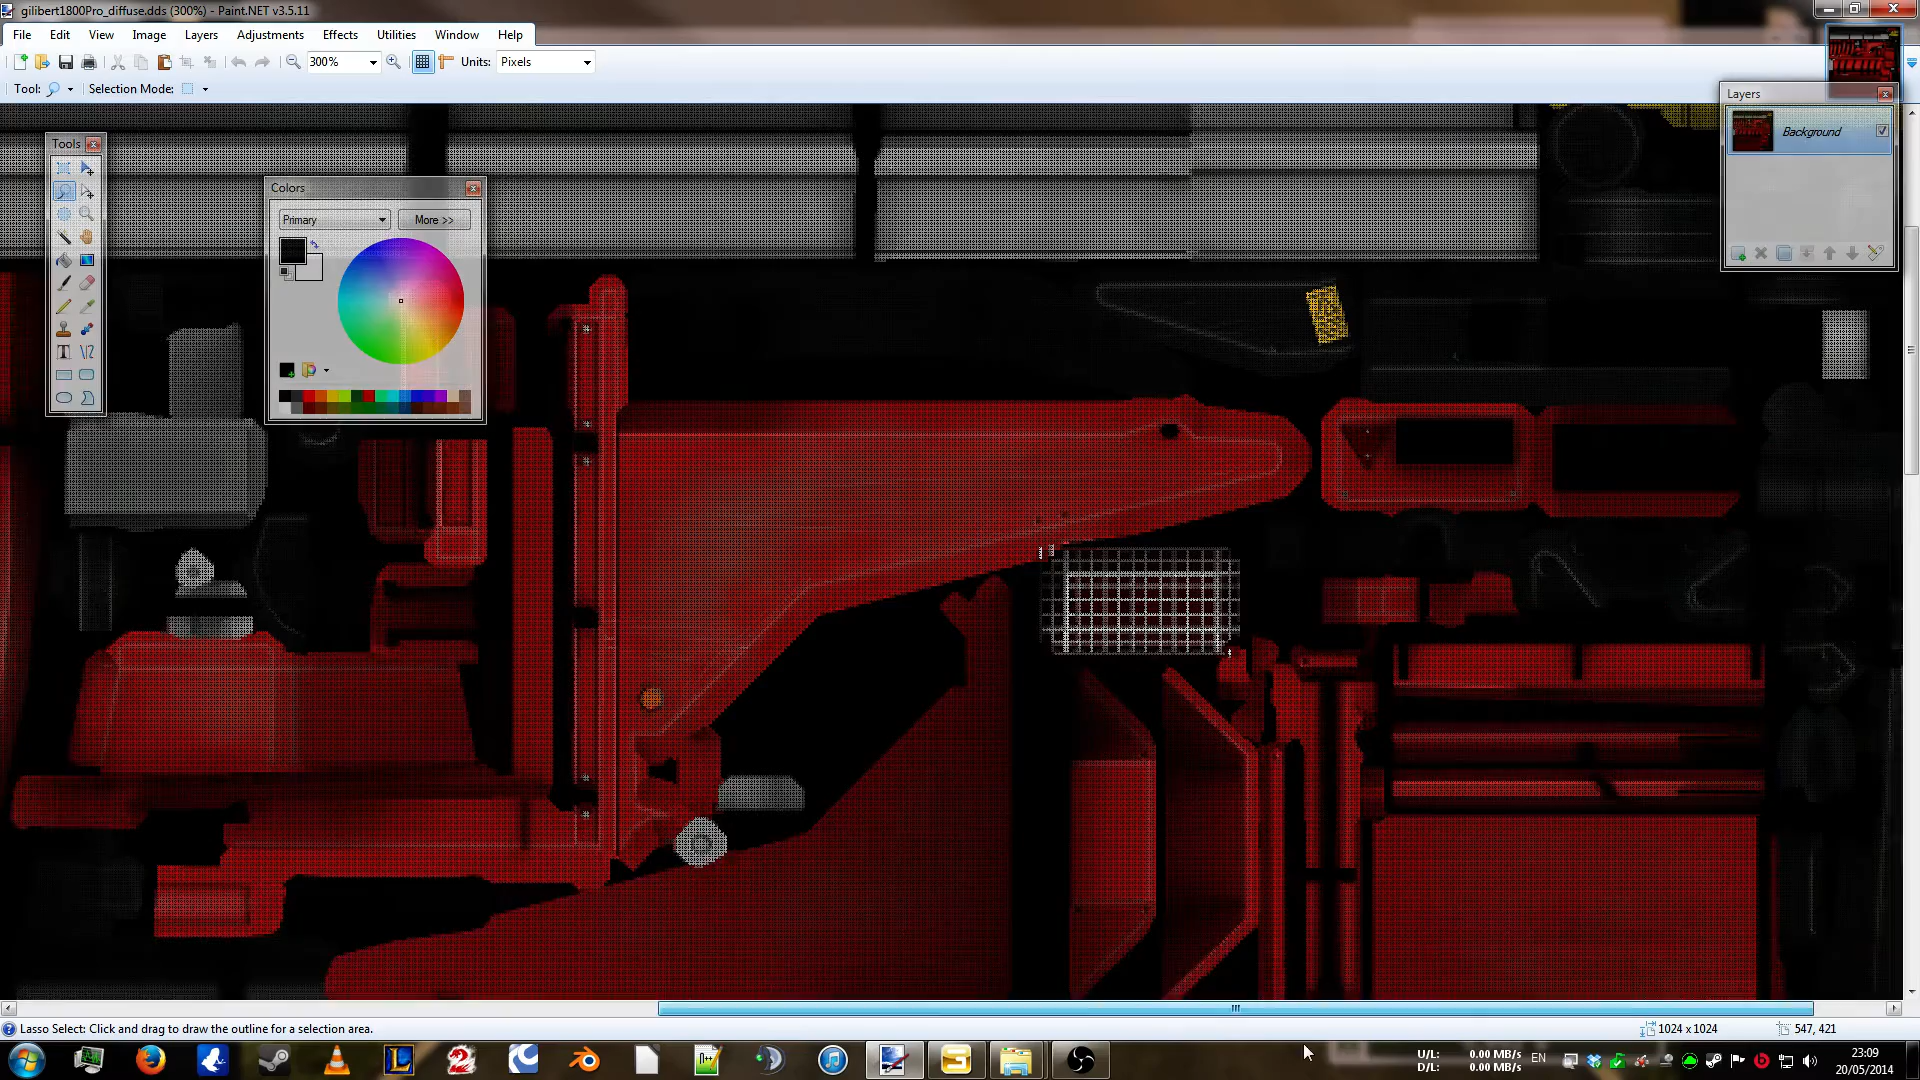 gilibert1800Pro_diffuse.dds (300%) - Paint.NET v3.5.11
File Edit View Image Layers Adjustments Effects Utilities Window Help
300% Units: Pixels
Tool: Selection Mode:
Layers
Background
Tools
Colors
Primary More >>
Lasso Select: Click and drag to draw the outline for a selection area.
1024 x 1024 547, 421
U/L: 0.00 MB/s
D/L: 0.00 MB/s
EN
23:09
20/05/2014